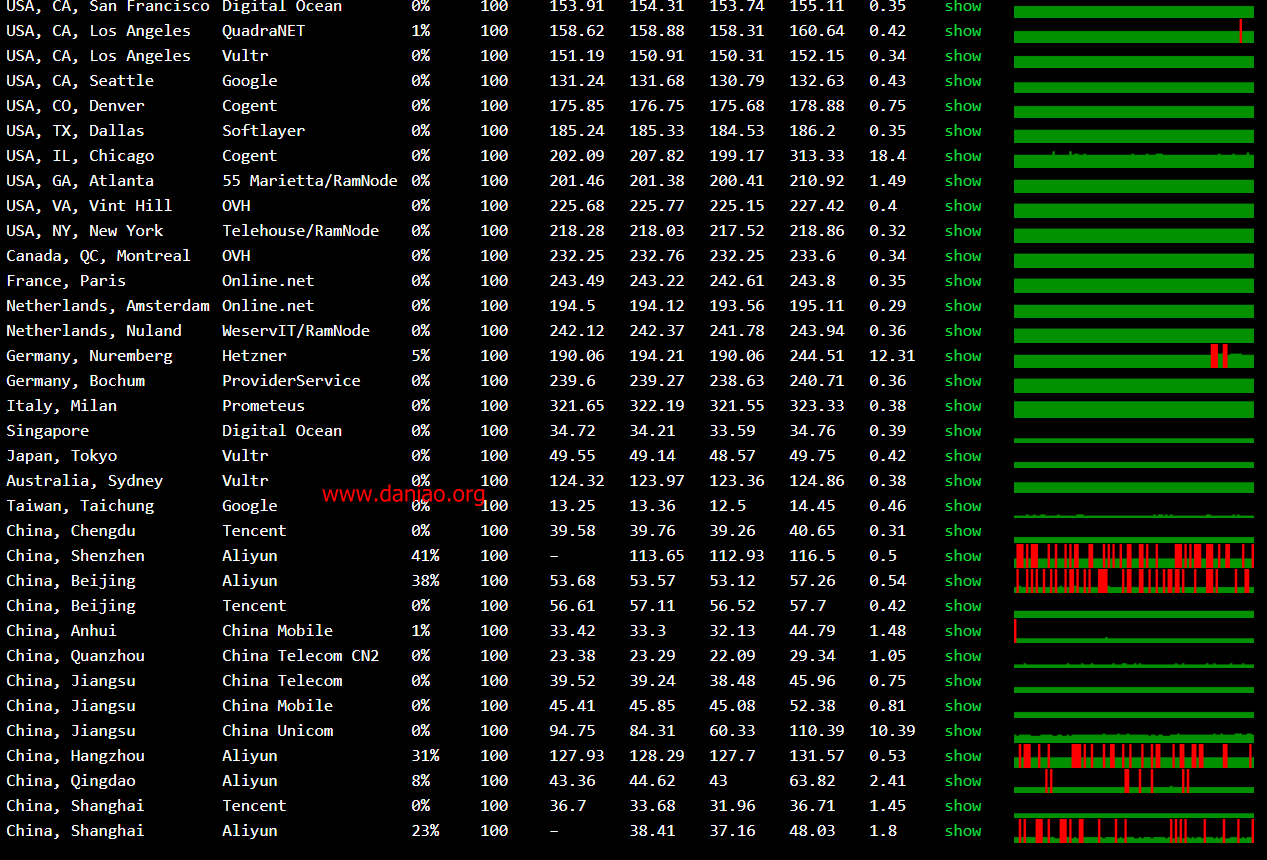 USA, CA, San Francisco Digital Ocean 0% 100 153.91 154.31 153.74 155.11 0.35 show
USA, CA, Los Angeles QuadraNET 1% 100 158.62 158.88 158.31 160.64 0.42 show
USA, CA, Los Angeles Vultr 0% 100 151.19 150.91 150.31 152.15 0.34 show
USA, CA, Seattle Google 0% 100 131.24 131.68 130.79 132.63 0.43 show
USA, CO, Denver Cogent 0% 100 175.85 176.75 175.68 178.88 0.75 show
USA, TX, Dallas Softlayer 0% 100 185.24 185.33 184.53 186.2 0.35 show
USA, IL, Chicago Cogent 0% 100 202.09 207.82 199.17 313.33 18.4 show
USA, GA, Atlanta 55 Marietta/RamNode 0% 100 201.46 201.38 200.41 210.92 1.49 show
USA, VA, Vint Hill OVH 0% 100 225.68 225.77 225.15 227.42 0.4 show
USA, NY, New York Telehouse/RamNode 0% 100 218.28 218.03 217.52 218.86 0.32 show
Canada, QC, Montreal OVH 0% 100 232.25 232.76 232.25 233.6 0.34 show
France, Paris Online.net 0% 100 243.49 243.22 242.61 243.8 0.35 show
Netherlands, Amsterdam Online.net 0% 100 194.5 194.12 193.56 195.11 0.29 show
Netherlands, Nuland WeservIT/RamNode 0% 100 242.12 242.37 241.78 243.94 0.36 show
Germany, Nuremberg Hetzner 5% 100 190.06 194.21 190.06 244.51 12.31 show
Germany, Bochum ProviderService 0% 100 239.6 239.27 238.63 240.71 0.36 show
Italy, Milan Prometeus 0% 100 321.65 322.19 321.55 323.33 0.38 show
Singapore Digital Ocean 0% 100 34.72 34.21 33.59 34.76 0.39 show
Japan, Tokyo Vultr 0% 100 49.55 49.14 48.57 49.75 0.42 show
Australia, Sydney Vultr 0% 100 124.32 123.97 123.36 124.86 0.38 show
www.daniao.org
Taiwan, Taichung Google 0% 100 13.25 13.36 12.5 14.45 0.46 show
China, Chengdu Tencent 0% 100 39.58 39.76 39.26 40.65 0.31 show
China, Shenzhen Aliyun 41% 100 – 113.65 112.93 116.5 0.5 show
China, Beijing Aliyun 38% 100 53.68 53.57 53.12 57.26 0.54 show
China, Beijing Tencent 0% 100 56.61 57.11 56.52 57.7 0.42 show
China, Anhui China Mobile 1% 100 33.42 33.3 32.13 44.79 1.48 show
China, Quanzhou China Telecom CN2 0% 100 23.38 23.29 22.09 29.34 1.05 show
China, Jiangsu China Telecom 0% 100 39.52 39.24 38.48 45.96 0.75 show
China, Jiangsu China Mobile 0% 100 45.41 45.85 45.08 52.38 0.81 show
China, Jiangsu China Unicom 0% 100 94.75 84.31 60.33 110.39 10.39 show
China, Hangzhou Aliyun 31% 100 127.93 128.29 127.7 131.57 0.53 show
China, Qingdao Aliyun 8% 100 43.36 44.62 43 63.82 2.41 show
China, Shanghai Tencent 0% 100 36.7 33.68 31.96 36.71 1.45 show
China, Shanghai Aliyun 23% 100 – 38.41 37.16 48.03 1.8 show